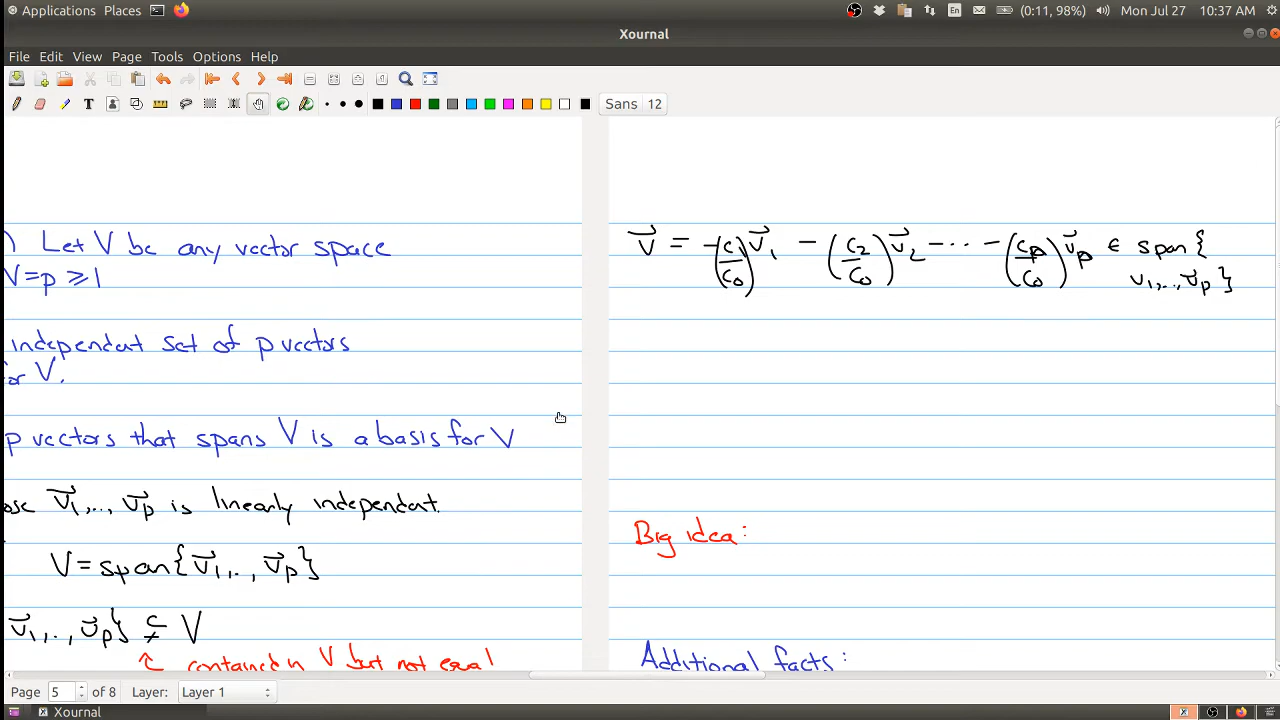 Applications Places En (0:11, 98%) Mon Jul 27 10:37 AM
Xournal
File Edit View Page Tools Options Help
T Sans 12
) Let V be any vector space
V = p ≥ 1
independent set of p vectors
for V.
p vectors that spans V is a basis for V
ose v⃗1,.., v⃗p is linearly independent.
V = span{v⃗1,.., v⃗p}
v⃗1,.., v⃗p} ⊊ V
contained in V but not equal
v⃗ = -(c1/c0)v⃗1 - (c2/c0)v⃗2 - ... - (cp/c0)v⃗p ∈ span{
v1,.., v⃗p}
Big idea:
Additional facts:
Page 5 of 8 Layer: Layer 1
Xournal